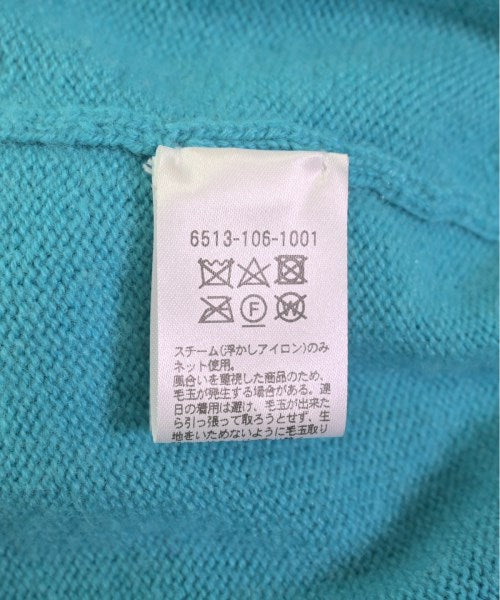 6513-106-1001
F W
スチーム(浮かしアイロン)のみ
ネット使用。
風合いを重視した商品のため、
毛玉が発生する場合がある。連
日の着用は避け、毛玉が出来た
ら引っ張って取ろうとせず、生
地をいためないように毛玉取り